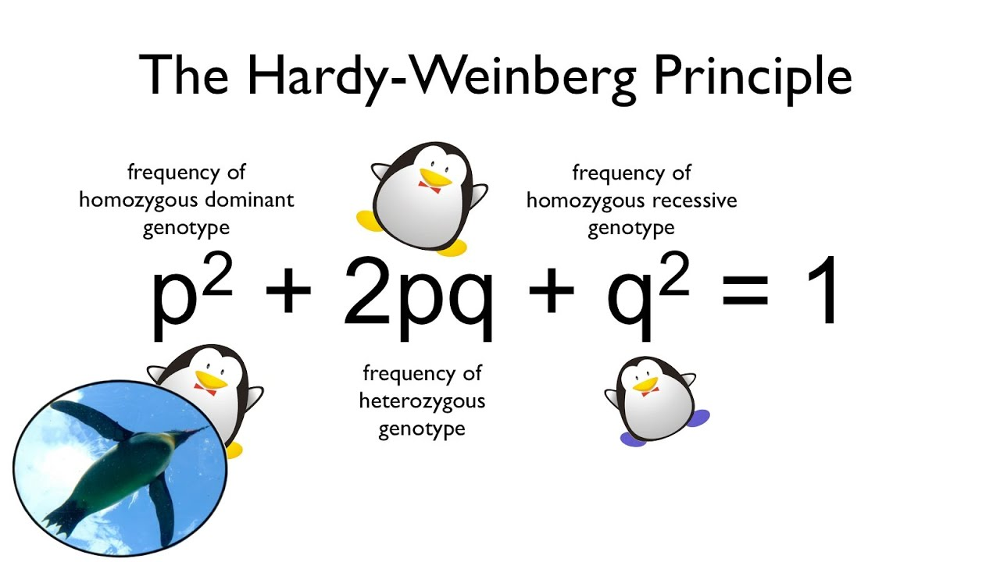 The Hardy-Weinberg Principle
frequency of
homozygous dominant
genotype
frequency of
homozygous recessive
genotype
p² + 2pq + q² = 1
frequency of
heterozygous
genotype